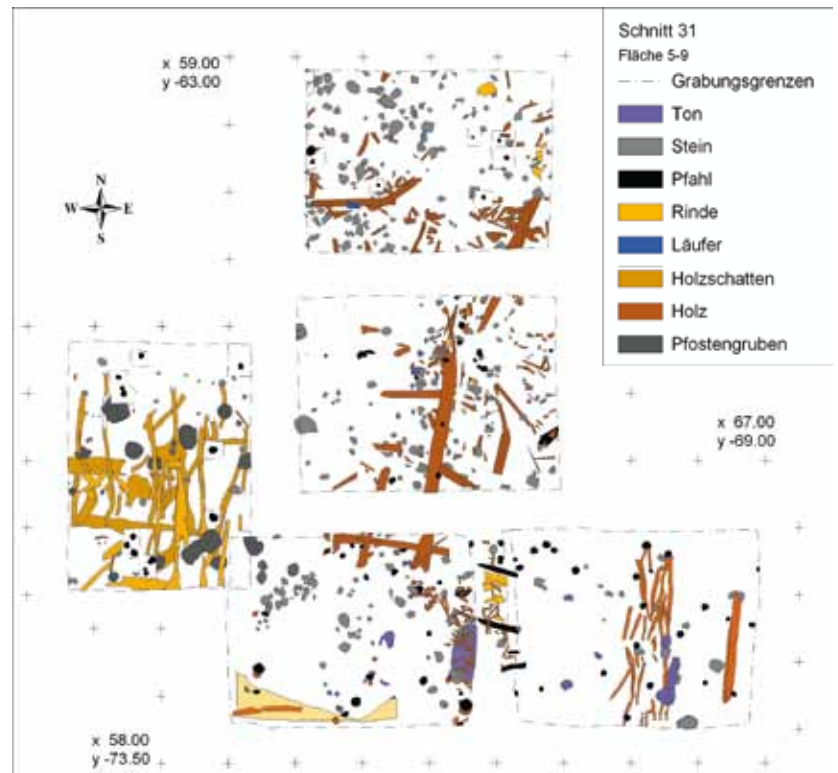 x 59.00
y -63.00
N
W E
S
Schnitt 31
Fläche 5-9
Grabungsgrenzen
Ton
Stein
Pfahl
Rinde
Läufer
Holzschatten
Holz
Pfostengruben
x 67.00
y -69.00
x 58.00
y -73.50